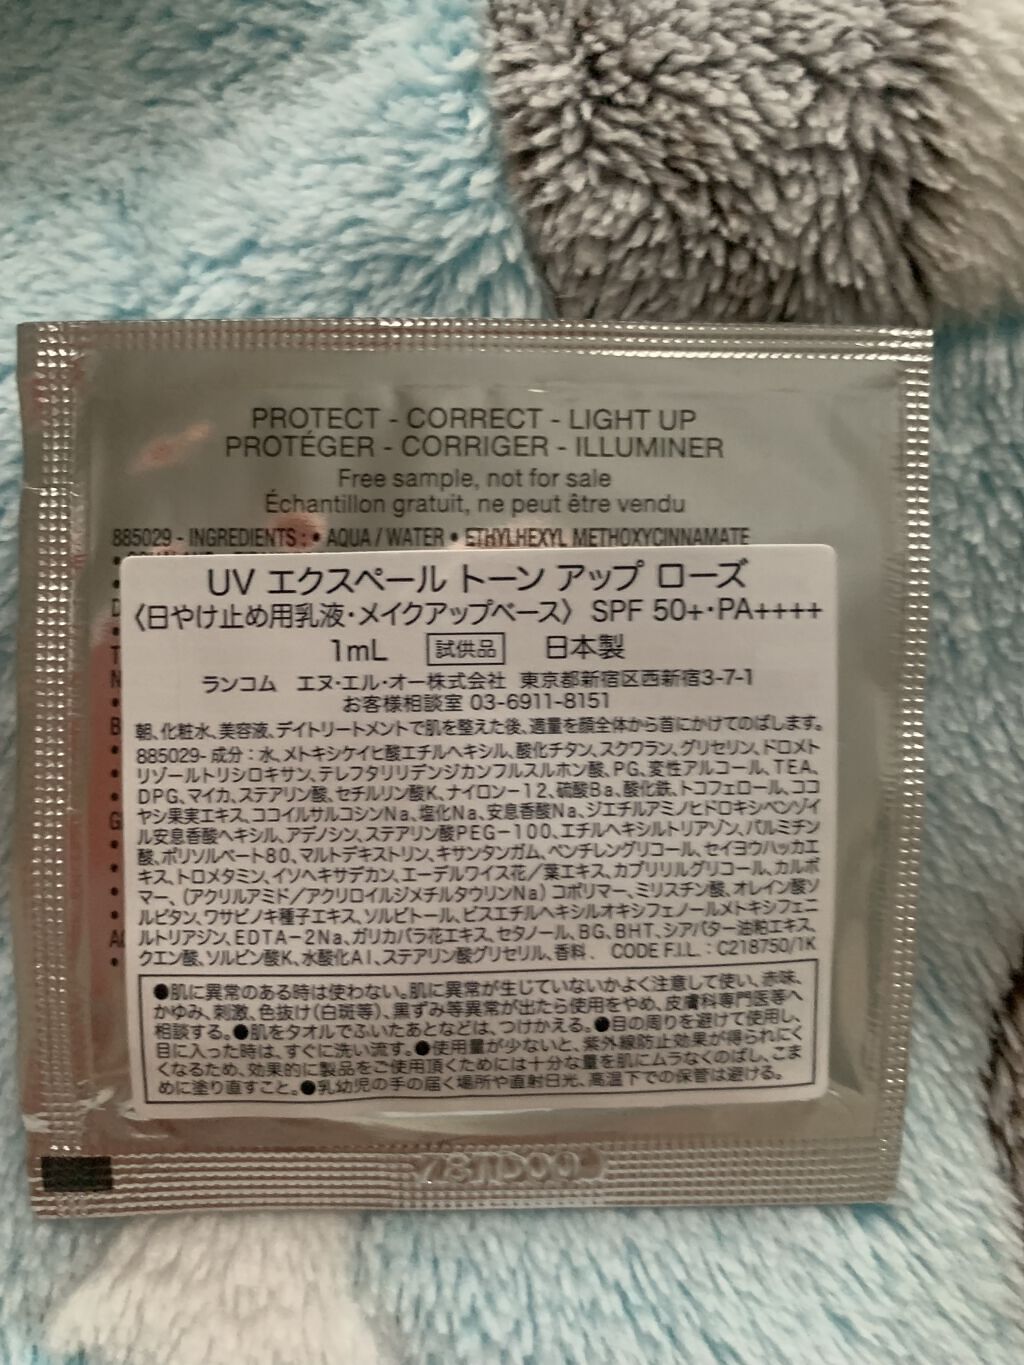 PROTECT - CORRECT - LIGHT UP
PROTÉGER - CORRIGER - ILLUMINER
Free sample, not for sale
Échantillon gratuit, ne peut être vendu
885029 - INGREDIENTS : • AQUA / WATER • ETHYLHEXYL METHOXYCINNAMATE
UV エクスペール トーン アップ ローズ
〈日やけ止め用乳液・メイクアップベース〉 SPF 50+・PA++++
1mL 試供品 日本製
ランコム エヌ・エル・オー株式会社 東京都新宿区西新宿3-7-1
お客様相談室 03-6911-8151
朝、化粧水、美容液、デイトリートメントで肌を整えた後、適量を顔全体から首にかけてのばします。
885029- 成分：水、メトキシケイヒ酸エチルヘキシル、酸化チタン、スクワラン、グリセリン、ドロメト
リゾールトリシロキサン、テレフタリリデンジカンフルスルホン酸、PG、変性アルコール、TEA、
DPG、マイカ、ステアリン酸、セチルリン酸K、ナイロン－12、硫酸Ba、酸化鉄、トコフェロール、ココ
ヤシ果実エキス、ココイルサルコシンNa、塩化Na、安息香酸Na、ジエチルアミノヒドロキシベンゾイ
ル安息香酸ヘキシル、アデノシン、ステアリン酸PEG－100、エチルヘキシルトリアゾン、パルミチン
酸、ポリソルベート80、マルトデキストリン、キサンタンガム、ペンチレングリコール、セイヨウハッカエ
キス、トロメタミン、イソヘキサデカン、エーデルワイス花／葉エキス、カプリリルグリコール、カルボ
マー、（アクリルアミド／アクリロイルジメチルタウリンNa）コポリマー、ミリスチン酸、オレイン酸ソ
ルビタン、ワサビノキ種子エキス、ソルビトール、ビスエチルヘキシルオキシフェノールメトキシフェニ
ルトリアジン、EDTA－2Na、ガリカバラ花エキス、セタノール、BG、BHT、シアバター油粕エキス、
クエン酸、ソルビン酸K、水酸化Al、ステアリン酸グリセリル、香料、 CODE F.I.L. : C218750/1K
●肌に異常のある時は使わない。肌に異常が生じていないかよく注意して使い、赤味、
かゆみ、刺激、色抜け（白斑等）、黒ずみ等異常が出たら使用をやめ、皮膚科専門医等へ
相談する。●肌をタオルでふいたあとなどは、つけかえる。●目の周りを避けて使用し、
目に入った時は、すぐに洗い流す。●使用量が少ないと、紫外線防止効果が得られにく
くなるため、効果的に製品をご使用頂くためには十分な量を肌にムラなくのばし、こま
めに塗り直すこと。●乳幼児の手の届く場所や直射日光、高温下での保管は避ける。